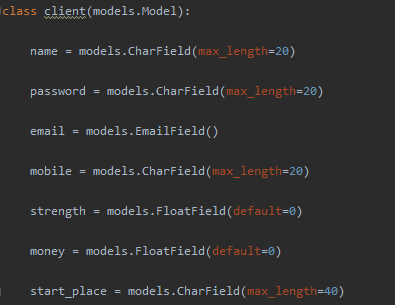 class client(models.Model):
name = models.CharField(max_length=20)
password = models.CharField(max_length=20)
email = models.EmailField()
mobile = models.CharField(max_length=20)
strength = models.FloatField(default=0)
money = models.FloatField(default=0)
start_place = models.CharField(max_length=40)